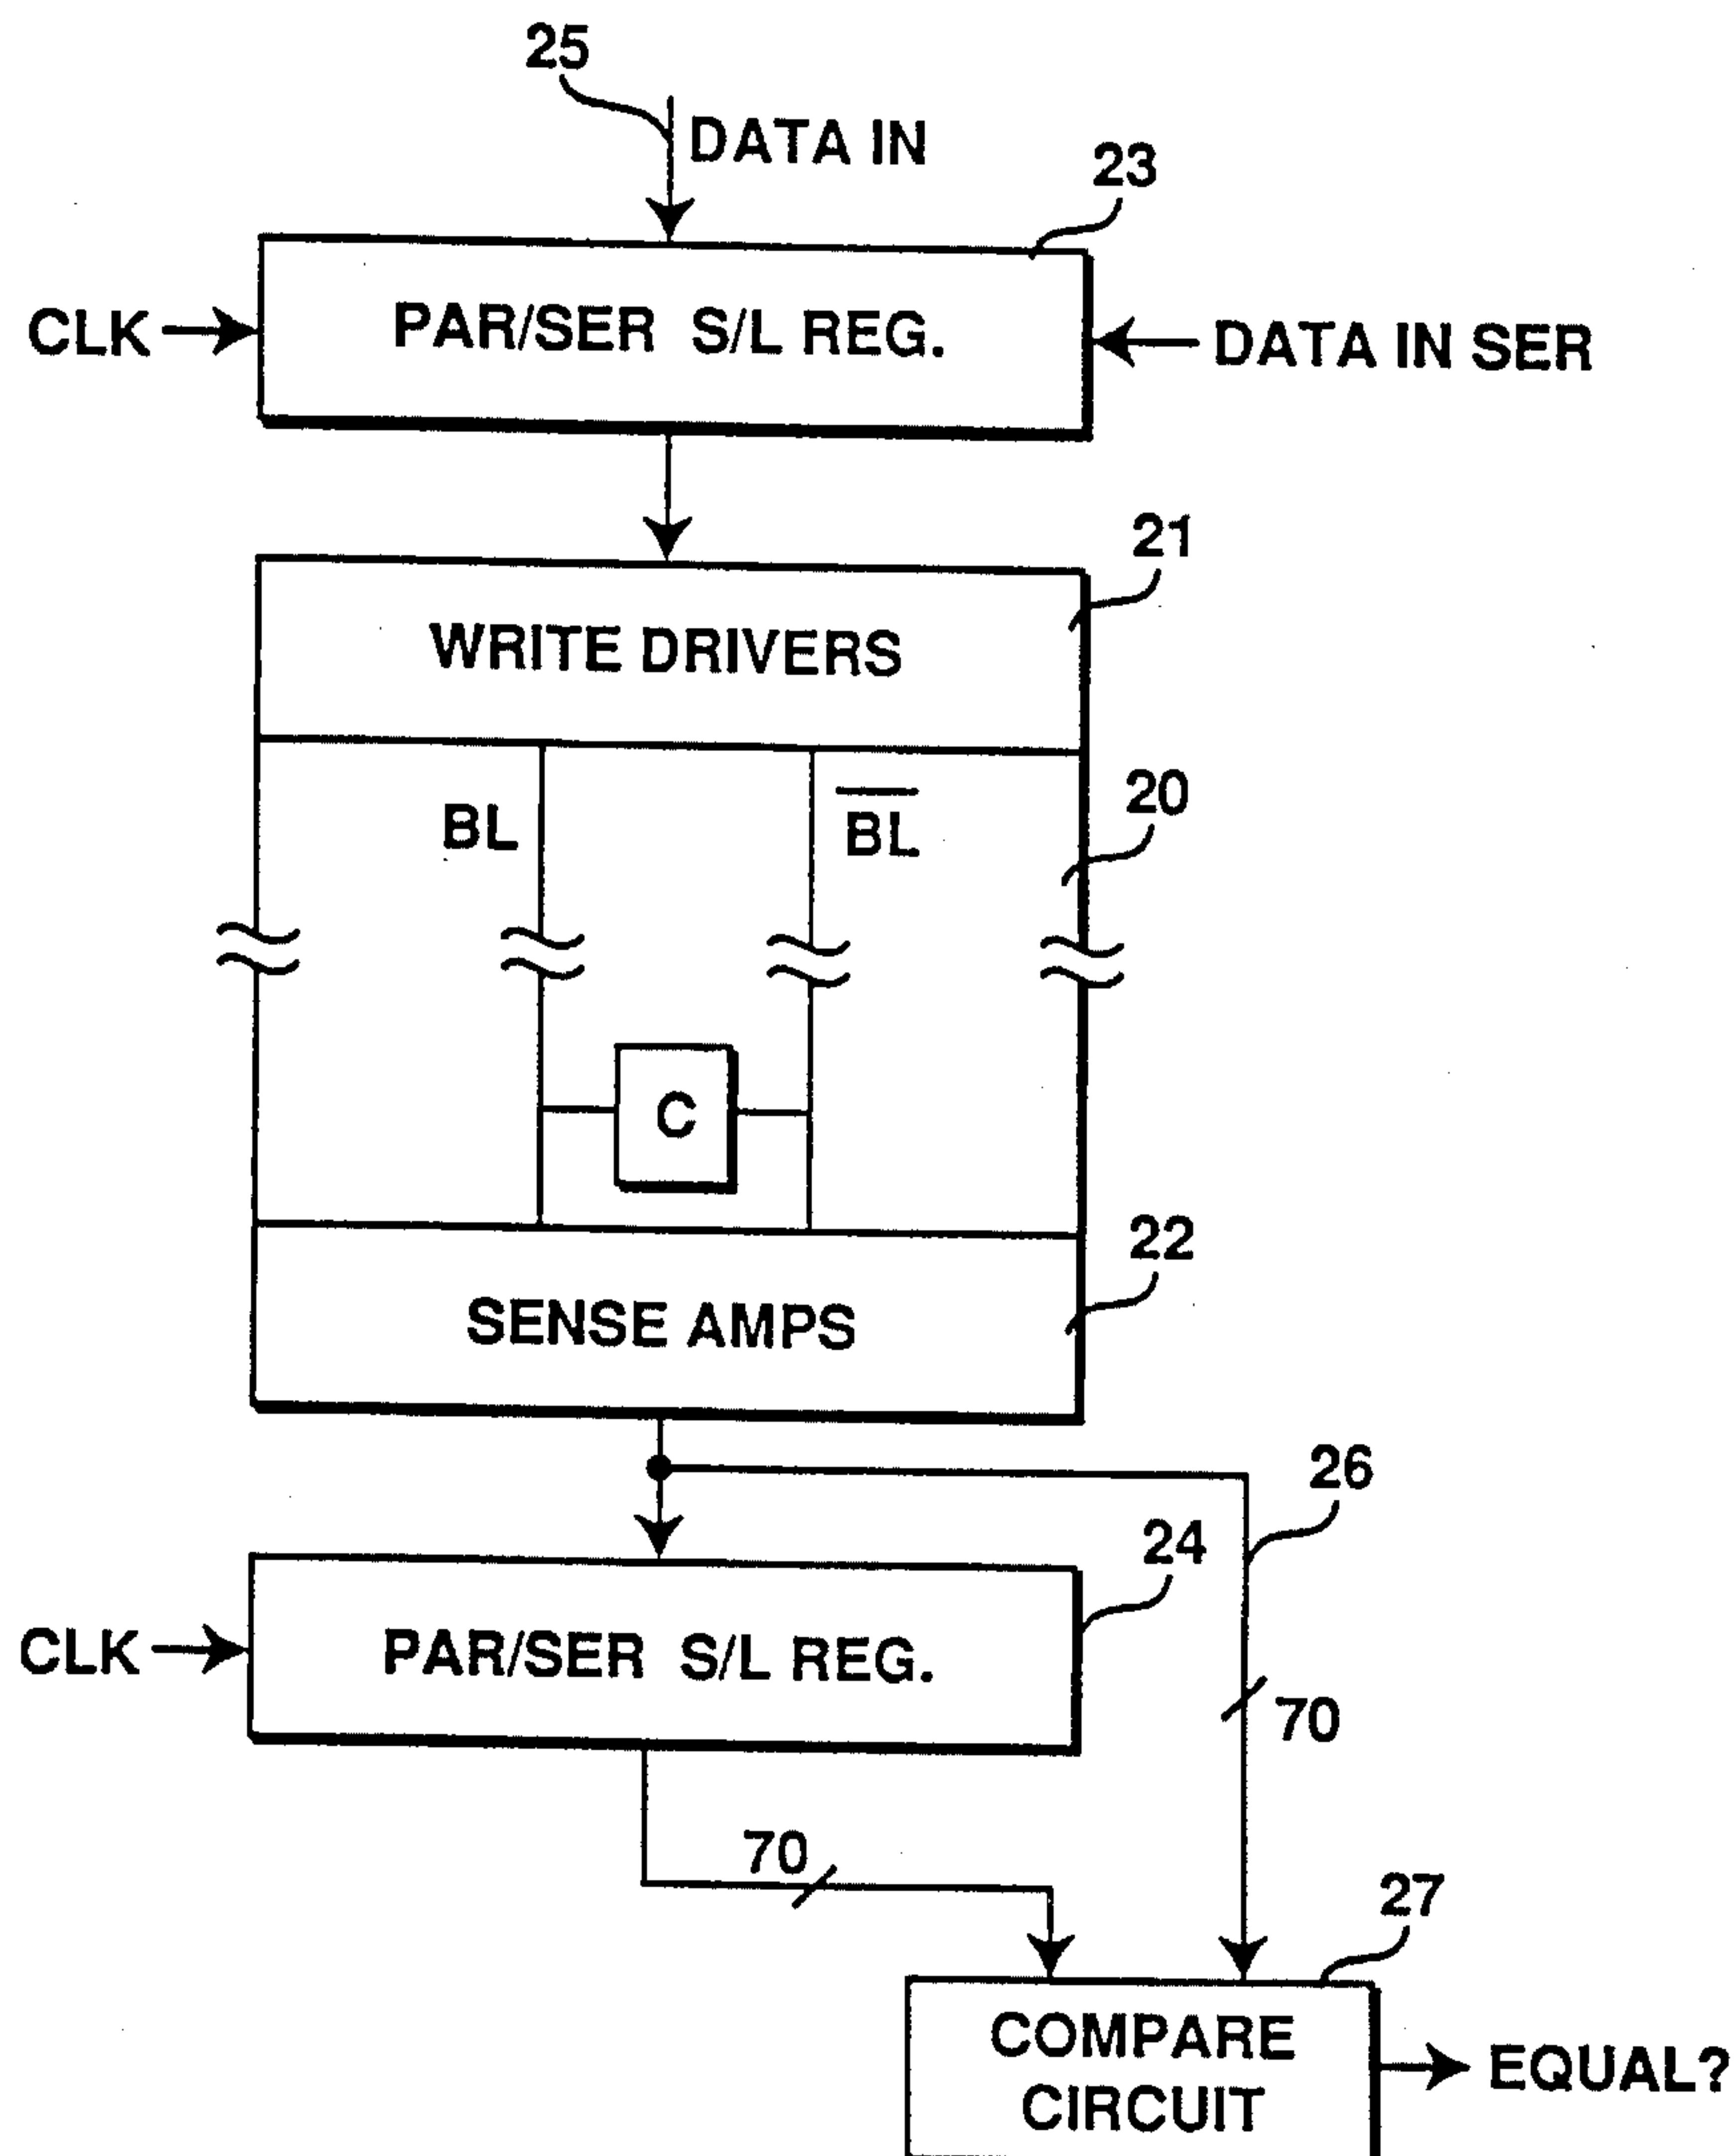 25
DATA IN
23
CLK
PAR/SER S/L REG.
DATA IN SER
21
WRITE DRIVERS
20
BL
B̅L̅
C
22
SENSE AMPS
26
24
CLK
PAR/SER S/L REG.
70
70
27
COMPARE
CIRCUIT
EQUAL?